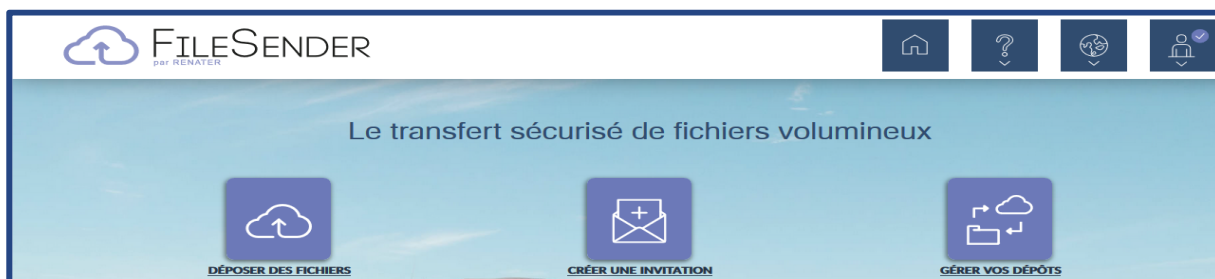 FILESENDER
par RENATER
Le transfert sécurisé de fichiers volumineux
DÉPOSER DES FICHIERS
CRÉER UNE INVITATION
GÉRER VOS DÉPÔTS